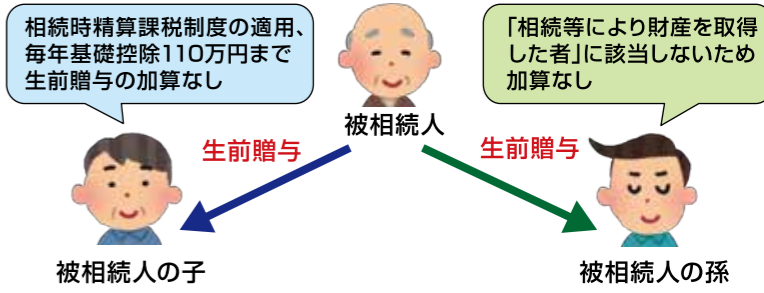 相続時精算課税制度の適用、
毎年基礎控除110万円まで
生前贈与の加算なし
「相続等により財産を取得
した者」に該当しないため
加算なし
被相続人
生前贈与
生前贈与
被相続人の子
被相続人の孫